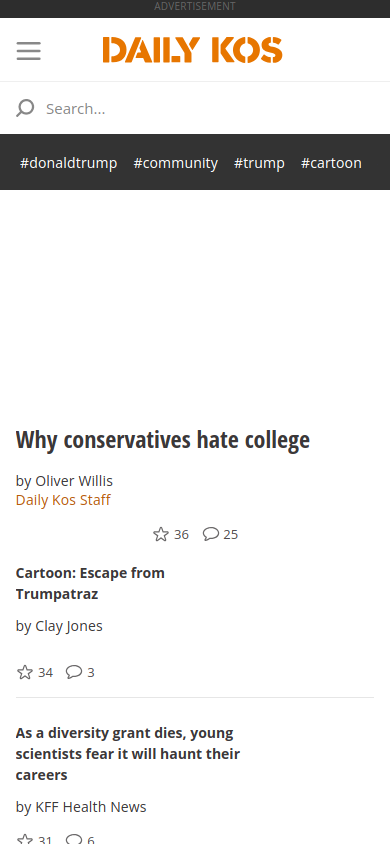 ADVERTISEMENT
DAILY KOS
Search...
#donaldtrump #community #trump #cartoon
Why conservatives hate college
by Oliver Willis
Daily Kos Staff
36 25
Cartoon: Escape from
Trumpatraz
by Clay Jones
34 3
As a diversity grant dies, young
scientists fear it will haunt their
careers
by KFF Health News
31 6